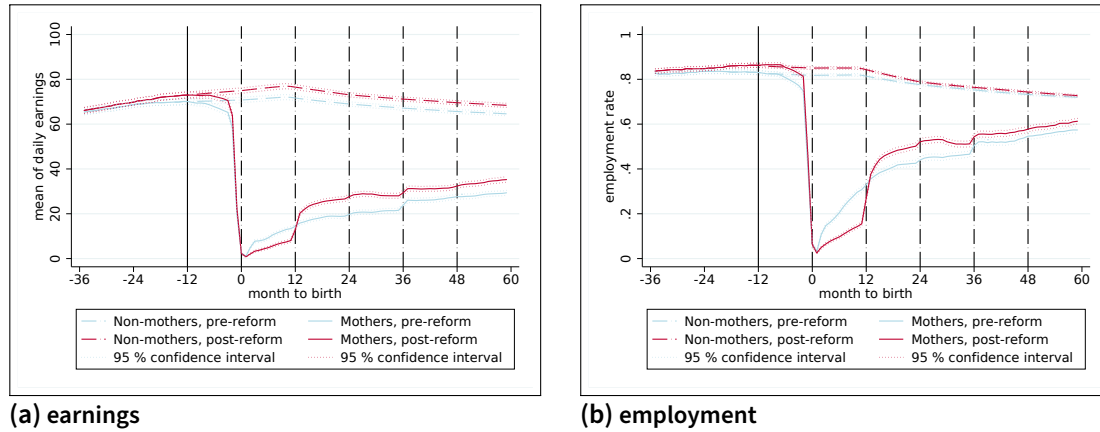 mean of daily earnings
100
80
60
40
20
0
-36 -24 -12 0 12 24 36 48 60
month to birth
Non-mothers, pre-reform Mothers, pre-reform
Non-mothers, post-reform Mothers, post-reform
95 % confidence interval 95 % confidence interval
(a) earnings
employment rate
1
.8
.6
.4
.2
0
-36 -24 -12 0 12 24 36 48 60
month to birth
Non-mothers, pre-reform Mothers, pre-reform
Non-mothers, post-reform Mothers, post-reform
95 % confidence interval 95 % confidence interval
(b) employment